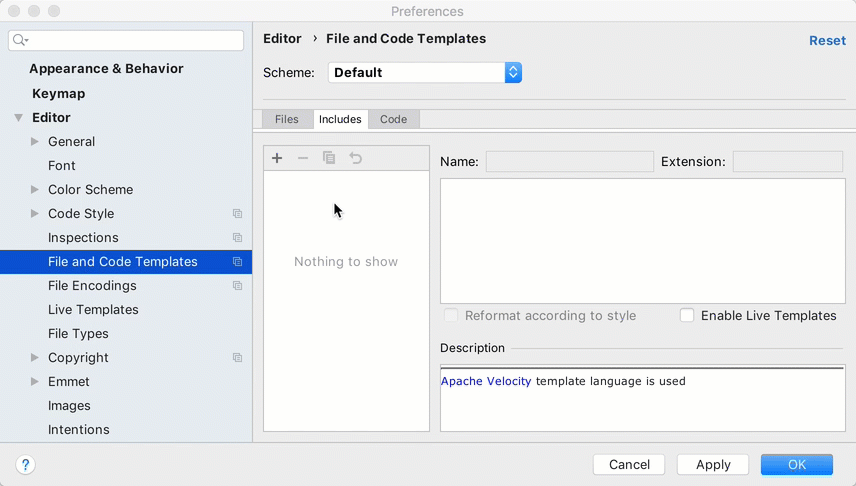 Preferences
Appearance & Behavior
Keymap
Editor
General
Font
Color Scheme
Code Style
Inspections
File and Code Templates
File Encodings
Live Templates
File Types
Copyright
Emmet
Images
Intentions
Editor › File and Code Templates
Reset
Scheme: Default
Files Includes Code
Nothing to show
Name: Extension:
Reformat according to style Enable Live Templates
Description
Apache Velocity template language is used
? Cancel Apply OK